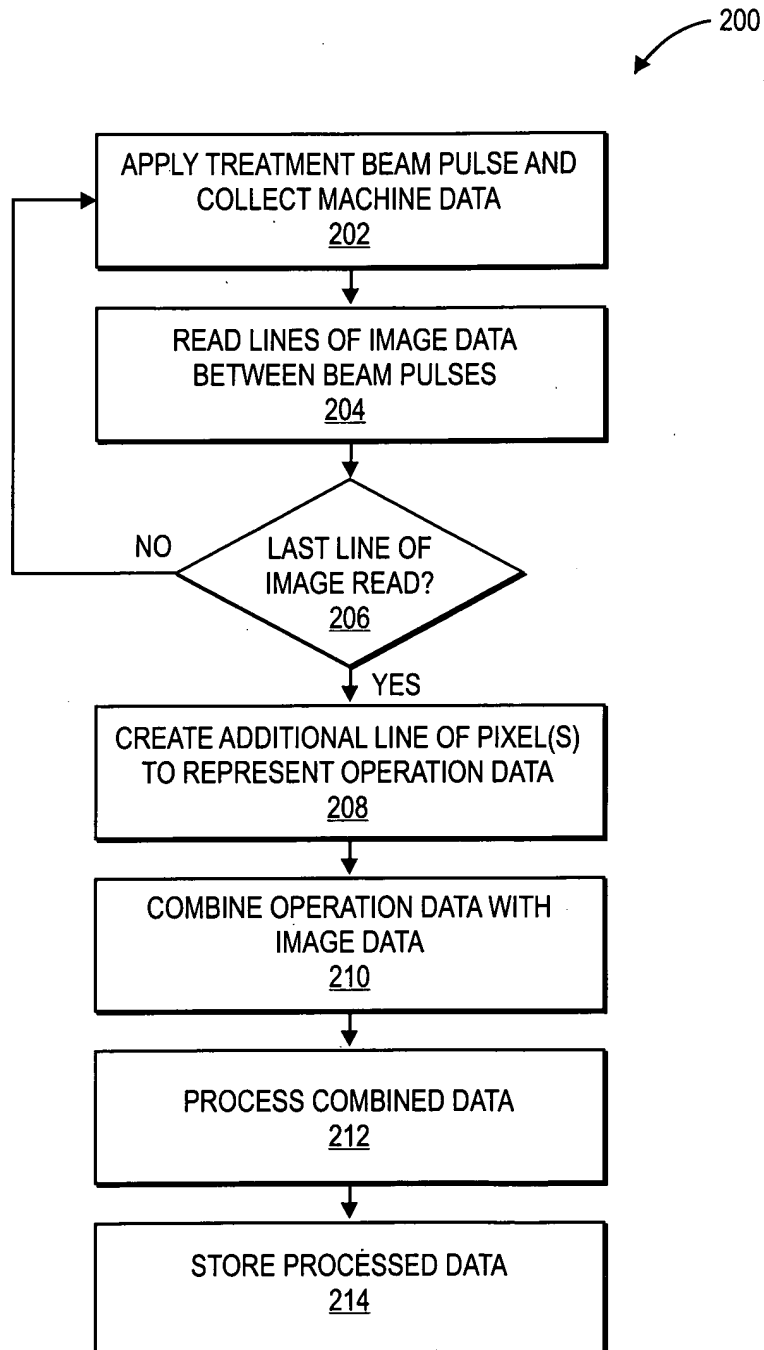 200
APPLY TREATMENT BEAM PULSE AND
COLLECT MACHINE DATA
202
READ LINES OF IMAGE DATA
BETWEEN BEAM PULSES
204
NO
LAST LINE OF
IMAGE READ?
206
YES
CREATE ADDITIONAL LINE OF PIXEL(S)
TO REPRESENT OPERATION DATA
208
COMBINE OPERATION DATA WITH
IMAGE DATA
210
PROCESS COMBINED DATA
212
STORE PROCESSED DATA
214